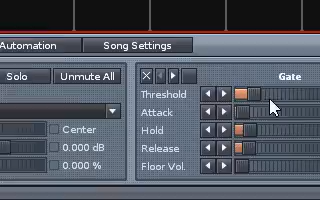 Automation
Song Settings
Solo
Unmute All
Gate
Threshold
Attack
Center
Hold
0.000 dB
Release
0.000 %
Floor Vol.